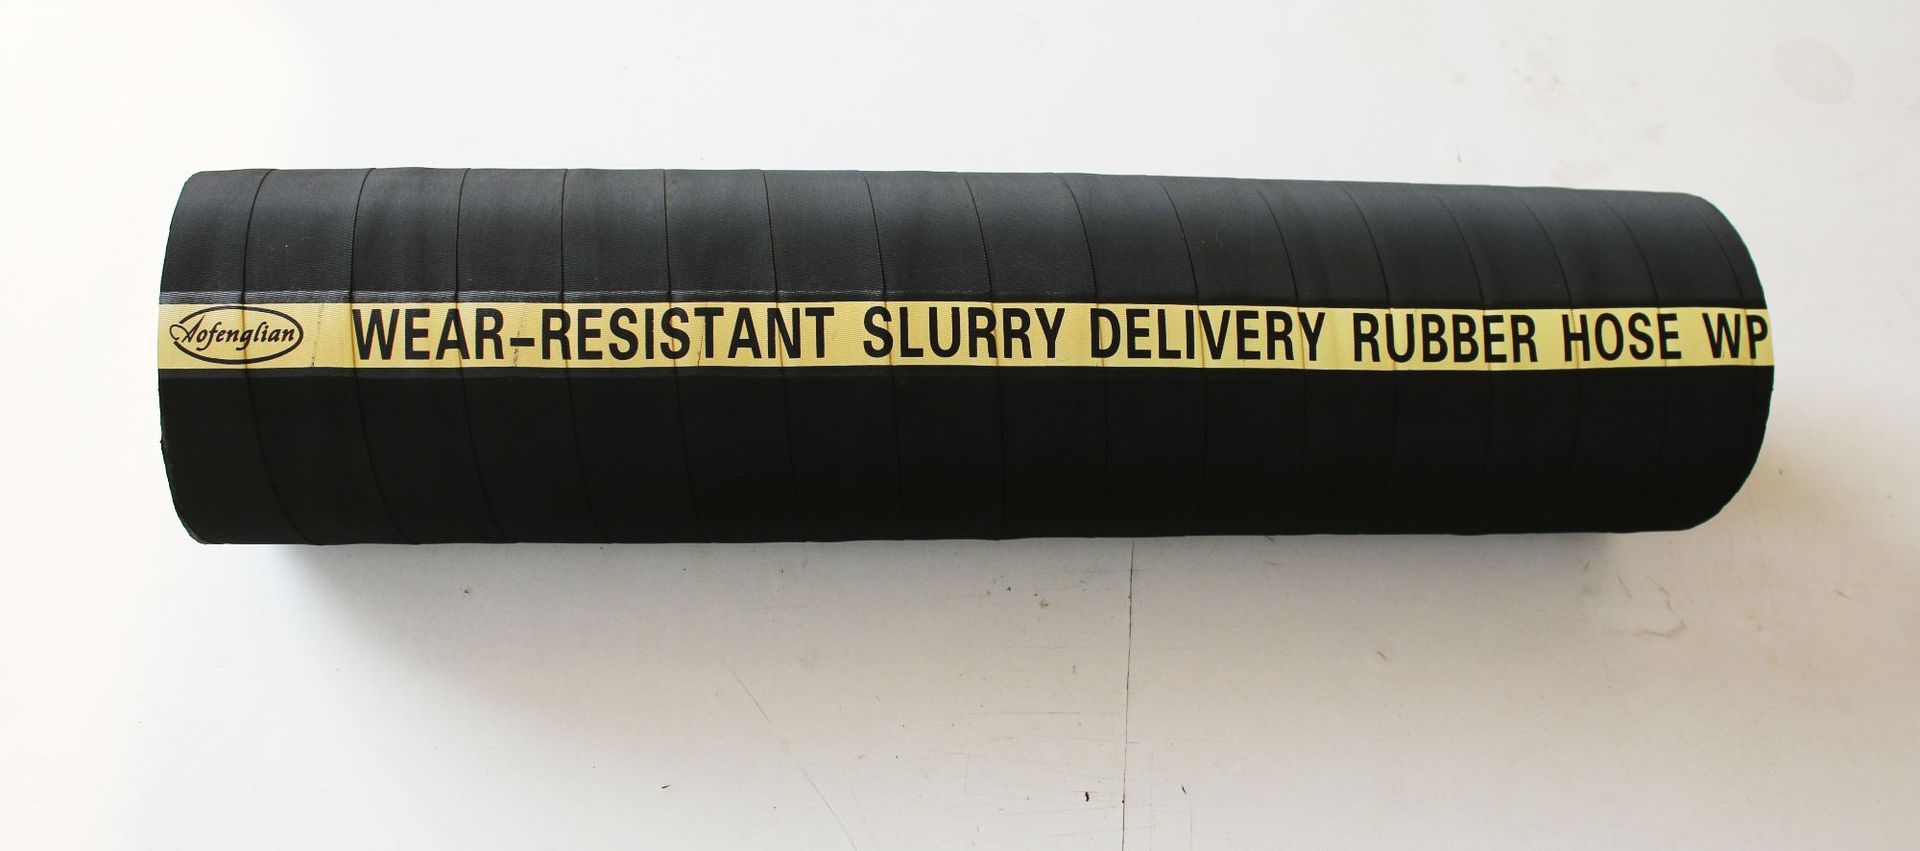 Aofenglian WEAR-RESISTANT SLURRY DELIVERY RUBBER HOSE WP